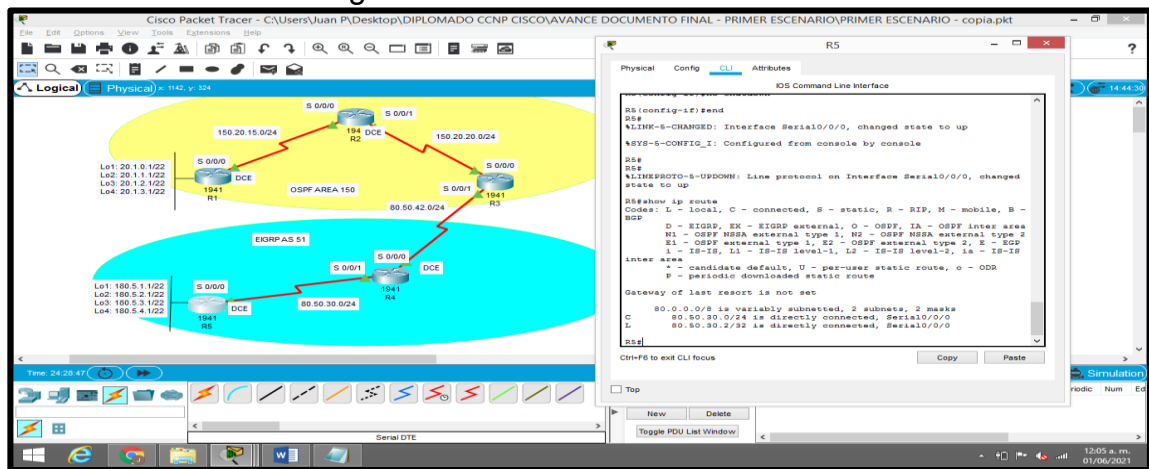 Cisco Packet Tracer - C:\Users\Juan P\Desktop\DIPLOMADO CCNP CISCO\AVANCE DOCUMENTO FINAL - PRIMER ESCENARIO\PRIMER ESCENARIO - copia.pkt
File Edit Options View Tools Extensions Help
Logical
Physical
x: 1142, y: 324
14:44:30
S 0/0/0
S 0/0/1
194 DCE
R2
150.20.15.0/24
150.20.20.0/24
Lo1: 20.1.0.1/22
Lo2: 20.1.1.1/22
Lo3: 20.1.2.1/22
Lo4: 20.1.3.1/22
S 0/0/0
DCE
1941
R1
OSPF AREA 150
S 0/0/0
S 0/0/1
1941
R3
80.50.42.0/24
EIGRP AS 51
S 0/0/0
DCE
S 0/0/1
1941
R4
Lo1: 180.5.1.1/22
Lo2: 180.5.2.1/22
Lo3: 180.5.3.1/22
Lo4: 180.5.4.1/22
S 0/0/0
DCE
1941
R5
80.50.30.0/24
Time: 24:28:47
Serial DTE
R5
Physical Config CLI Attributes
IOS Command Line Interface
R5(config-if)#end
R5#
%LINK-5-CHANGED: Interface Serial0/0/0, changed state to up
%SYS-5-CONFIG_I: Configured from console by console
R5#
R5#
%LINEPROTO-5-UPDOWN: Line protocol on Interface Serial0/0/0, changed
state to up
R5#show ip route
Codes: L - local, C - connected, S - static, R - RIP, M - mobile, B -
BGP
D - EIGRP, EX - EIGRP external, O - OSPF, IA - OSPF inter area
N1 - OSPF NSSA external type 1, N2 - OSPF NSSA external type 2
E1 - OSPF external type 1, E2 - OSPF external type 2, E - EGP
i - IS-IS, L1 - IS-IS level-1, L2 - IS-IS level-2, ia - IS-IS
inter area
* - candidate default, U - per-user static route, o - ODR
P - periodic downloaded static route
Gateway of last resort is not set
80.0.0.0/8 is variably subnetted, 2 subnets, 2 masks
C 80.50.30.0/24 is directly connected, Serial0/0/0
L 80.50.30.2/32 is directly connected, Serial0/0/0
R5#
Ctrl+F6 to exit CLI focus
Copy
Paste
Top
New
Delete
Toggle PDU List Window
Simulation
riodic Num Ed
12:05 a. m.
01/06/2021